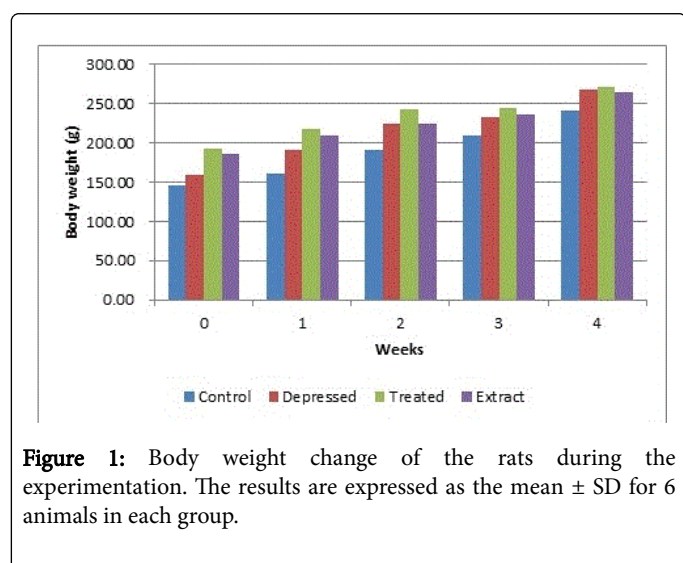 300.00
250.00
200.00
150.00
100.00
50.00
0.00
Body weight (g)
0 1 2 3 4
Weeks
Control Depressed Treated Extract
Figure 1: Body weight change of the rats during the
experimentation. The results are expressed as the mean ± SD for 6
animals in each group.